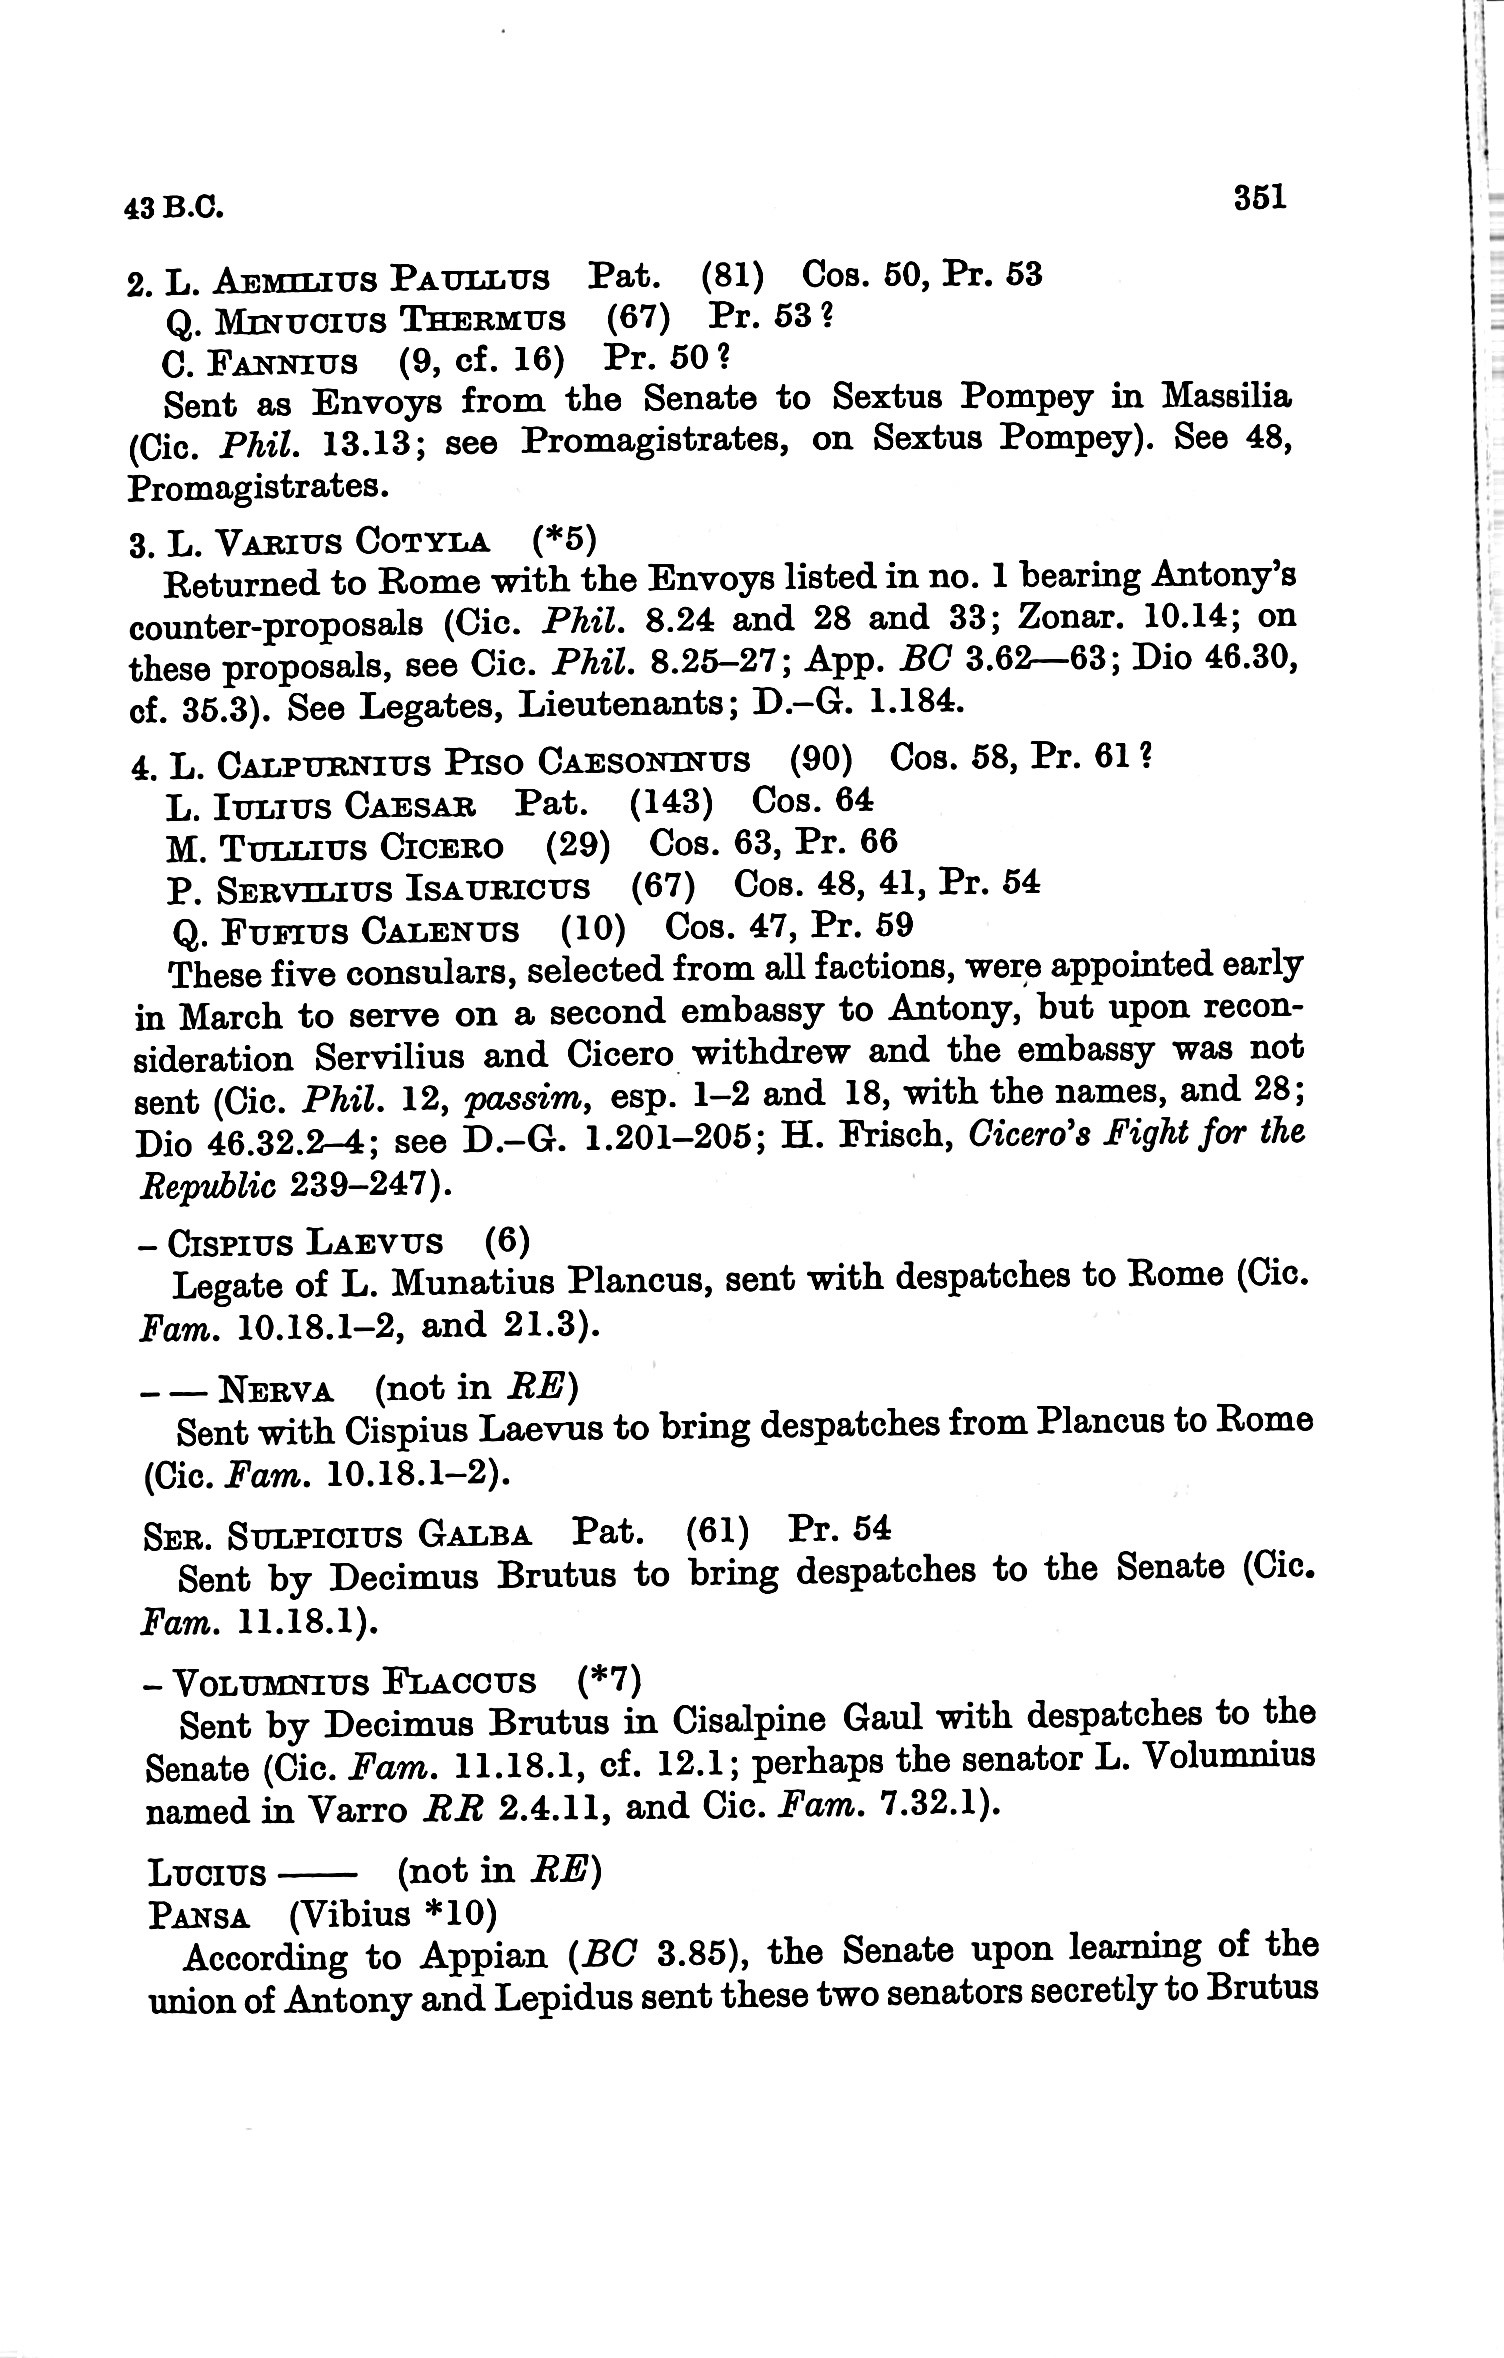 43 B.C. 351
2. L. AEMILIUS PAULLUS Pat. (81) Cos. 50, Pr. 53
Q. MINUCIUS THERMUS (67) Pr. 53?
C. FANNIUS (9, cf. 16) Pr. 50?
Sent as Envoys from the Senate to Sextus Pompey in Massilia
(Cic. Phil. 13.13; see Promagistrates, on Sextus Pompey). See 48,
Promagistrates.
3. L. VARIUS COTYLA (*5)
Returned to Rome with the Envoys listed in no. 1 bearing Antony's
counter-proposals (Cic. Phil. 8.24 and 28 and 33; Zonar. 10.14; on
these proposals, see Cic. Phil. 8.25–27; App. BC 3.62—63; Dio 46.30,
cf. 35.3). See Legates, Lieutenants; D.–G. 1.184.
4. L. CALPURNIUS PISO CAESONINUS (90) Cos. 58, Pr. 61?
L. IULIUS CAESAR Pat. (143) Cos. 64
M. TULLIUS CICERO (29) Cos. 63, Pr. 66
P. SERVILIUS ISAURICUS (67) Cos. 48, 41, Pr. 54
Q. FUFIUS CALENUS (10) Cos. 47, Pr. 59
These five consulars, selected from all factions, were appointed early
in March to serve on a second embassy to Antony, but upon recon-
sideration Servilius and Cicero withdrew and the embassy was not
sent (Cic. Phil. 12, passim, esp. 1–2 and 18, with the names, and 28;
Dio 46.32.2–4; see D.–G. 1.201–205; H. Frisch, Cicero's Fight for the
Republic 239–247).
– CISPIUS LAEVUS (6)
Legate of L. Munatius Plancus, sent with despatches to Rome (Cic.
Fam. 10.18.1–2, and 21.3).
– — NERVA (not in RE)
Sent with Cispius Laevus to bring despatches from Plancus to Rome
(Cic. Fam. 10.18.1–2).
SER. SULPICIUS GALBA Pat. (61) Pr. 54
Sent by Decimus Brutus to bring despatches to the Senate (Cic.
Fam. 11.18.1).
– VOLUMNIUS FLACCUS (*7)
Sent by Decimus Brutus in Cisalpine Gaul with despatches to the
Senate (Cic. Fam. 11.18.1, cf. 12.1; perhaps the senator L. Volumnius
named in Varro RR 2.4.11, and Cic. Fam. 7.32.1).
LUCIUS —— (not in RE)
PANSA (Vibius *10)
According to Appian (BC 3.85), the Senate upon learning of the
union of Antony and Lepidus sent these two senators secretly to Brutus